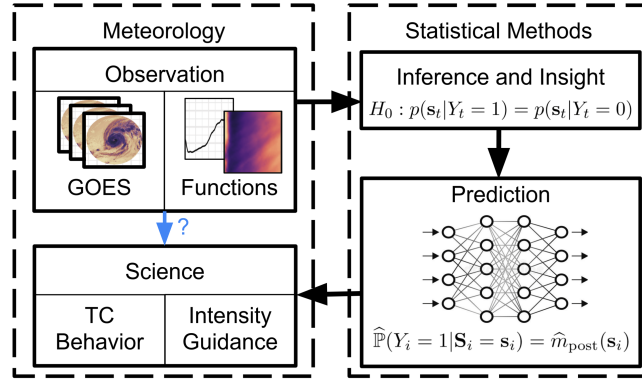 Meteorology
Observation
GOES
Functions
?
Science
TC
Behavior
Intensity
Guidance
Statistical Methods
Inference and Insight
H₀ : p(𝐬ₜ|Yₜ = 1) = p(𝐬ₜ|Yₜ = 0)
Prediction
ℙ̂(Yᵢ = 1|𝐒ᵢ = 𝐬ᵢ) = m̂ₚₒₛₜ(𝐬ᵢ)